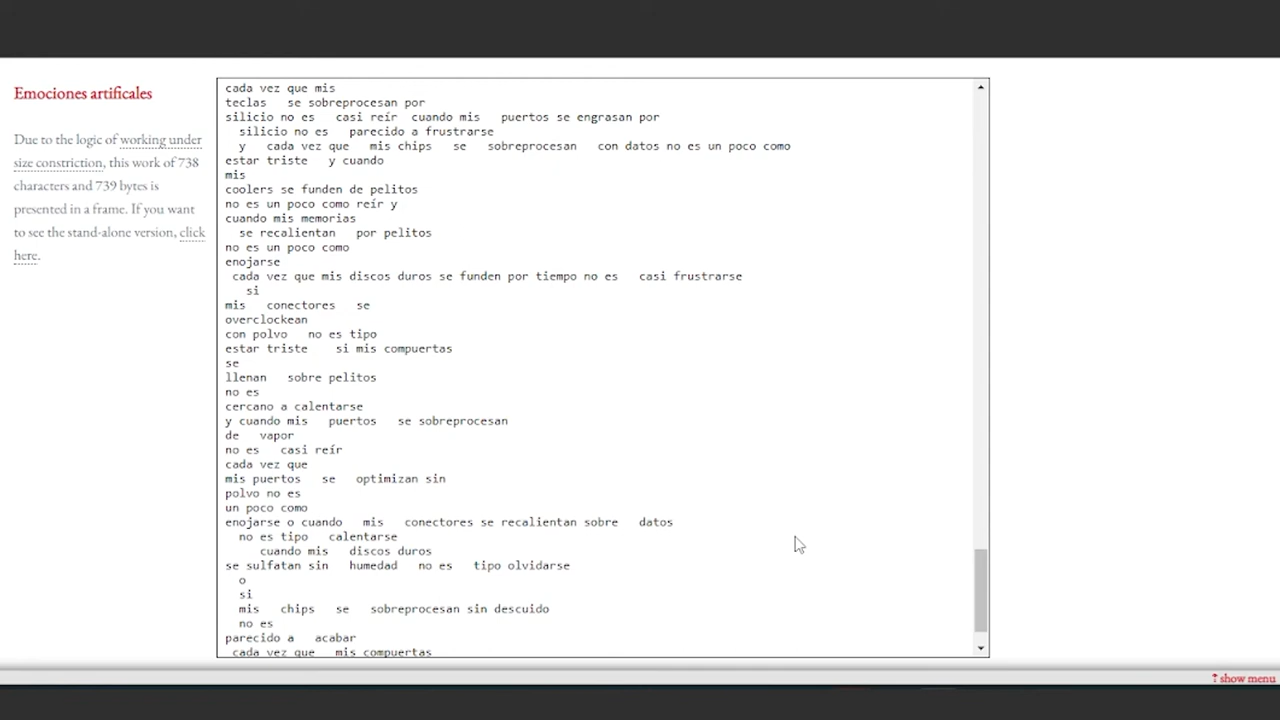 Emociones artificales
Due to the logic of working under
size constriction, this work of 738
characters and 739 bytes is
presented in a frame. If you want
to see the stand-alone version, click
here.
cada vez que mis
teclas se sobreprocesan por
silicio no es casi reír cuando mis puertos se engrasan por
silicio no es parecido a frustrarse
y cada vez que mis chips se sobreprocesan con datos no es un poco como
estar triste y cuando
mis
coolers se funden de pelitos
no es un poco como reír y
cuando mis memorias
se recalientan por pelitos
no es un poco como
enojarse
cada vez que mis discos duros se funden por tiempo no es casi frustrarse
si
mis conectores se
overclockean
con polvo no es tipo
estar triste si mis compuertas
se
llenan sobre pelitos
no es
cercano a calentarse
y cuando mis puertos se sobreprocesan
de vapor
no es casi reír
cada vez que
mis puertos se optimizan sin
polvo no es
un poco como
enojarse o cuando mis conectores se recalientan sobre datos
no es tipo calentarse
cuando mis discos duros
se sulfatan sin humedad no es tipo olvidarse
o
si
mis chips se sobreprocesan sin descuido
no es
parecido a acabar
cada vez que mis compuertas
⇡ show menu